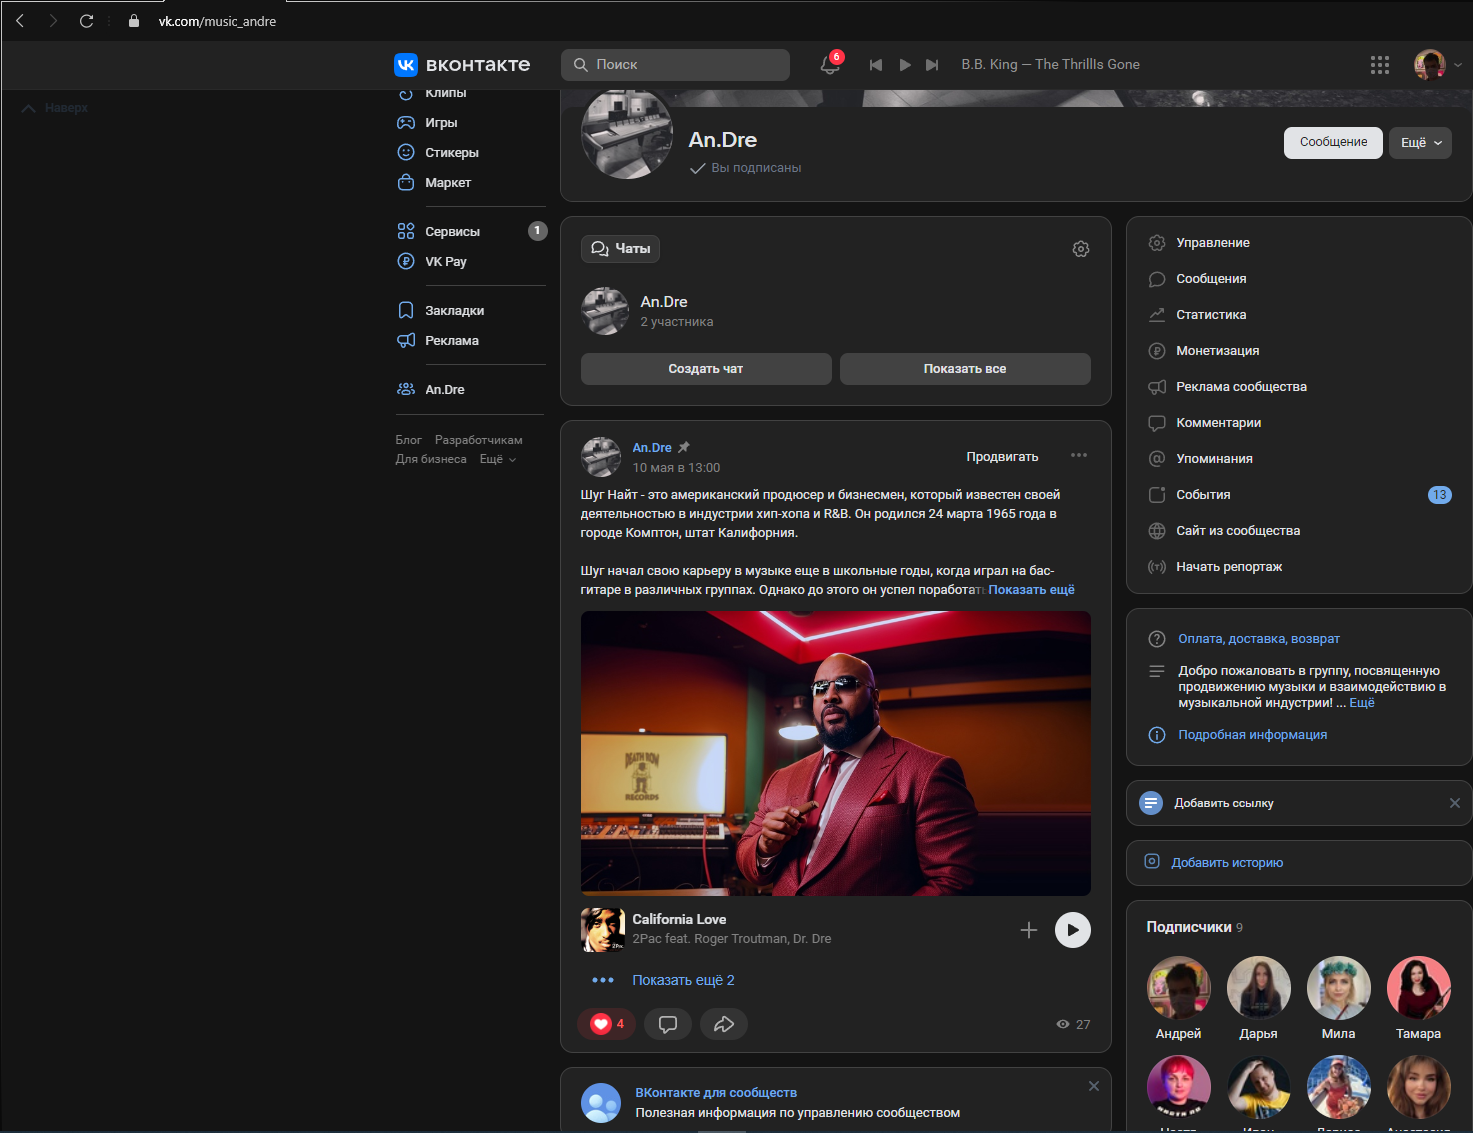 vk.com/music_andre
вконтакте
Поиск
6
B.B. King — The Thrillls Gone
Наверх
Клипы
Игры
Стикеры
Маркет
Сервисы
1
VK Pay
Закладки
Реклама
An.Dre
Блог Разработчикам
Для бизнеса Ещё
An.Dre
Вы подписаны
Сообщение
Ещё
Чаты
An.Dre
2 участника
Создать чат
Показать все
An.Dre
10 мая в 13:00
Продвигать
Шуг Найт - это американский продюсер и бизнесмен, который известен своей
деятельностью в индустрии хип-хопа и R&B. Он родился 24 марта 1965 года в
городе Комптон, штат Калифорния.
Шуг начал свою карьеру в музыке еще в школьные годы, когда играл на бас-
гитаре в различных группах. Однако до этого он успел поработать Показать ещё
DEATH ROW
RECORDS
California Love
2Pac feat. Roger Troutman, Dr. Dre
2Pac
Показать ещё 2
4
27
ВКонтакте для сообществ
Полезная информация по управлению сообществом
Управление
Сообщения
Статистика
Монетизация
Реклама сообщества
Комментарии
Упоминания
События
13
Сайт из сообщества
Начать репортаж
Оплата, доставка, возврат
Добро пожаловать в группу, посвященную
продвижению музыки и взаимодействию в
музыкальной индустрии! ... Ещё
Подробная информация
Добавить ссылку
Добавить историю
Подписчики 9
Андрей
Дарья
Мила
Тамара